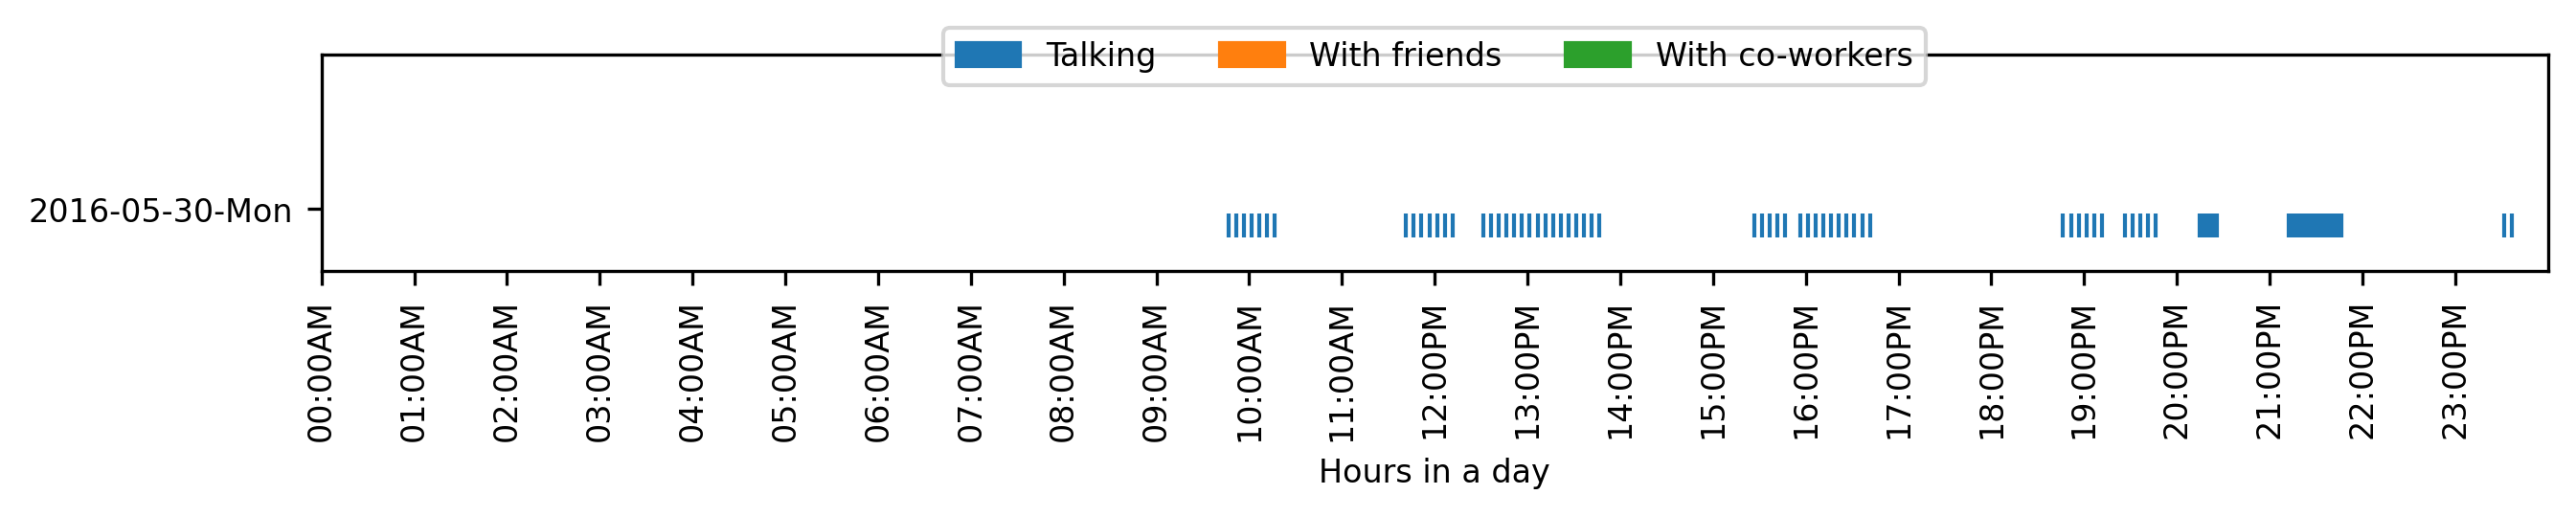 Talking With friends With co-workers
2016-05-30-Mon
00:00AM 01:00AM 02:00AM 03:00AM 04:00AM 05:00AM 06:00AM 07:00AM 08:00AM 09:00AM 10:00AM 11:00AM 12:00PM 13:00PM 14:00PM 15:00PM 16:00PM 17:00PM 18:00PM 19:00PM 20:00PM 21:00PM 22:00PM 23:00PM
Hours in a day